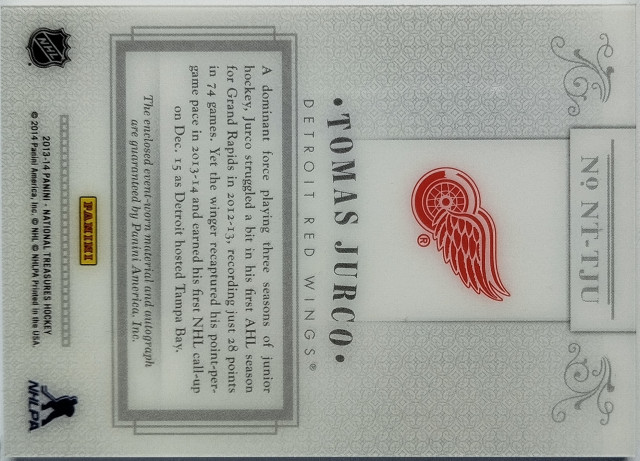 Nº NT-TJU
®
•TOMAS JURCO•
DETROIT RED WINGS®
A dominant force playing three seasons of junior
hockey, Jurco struggled a bit in his first AHL season
for Grand Rapids in 2012-13, recording just 28 points
in 74 games. Yet the winger recaptured his point-per-
game pace in 2013-14 and earned his first NHL call-up
on Dec. 15 as Detroit hosted Tampa Bay.
The enclosed event-worn material and autograph
are guaranteed by Panini America, Inc.
PANINI
2013-14 PANINI - NATIONAL TREASURES HOCKEY
© 2014 Panini America, Inc. © NHL © NHLPA Printed in the USA.
NHL
NHLPA